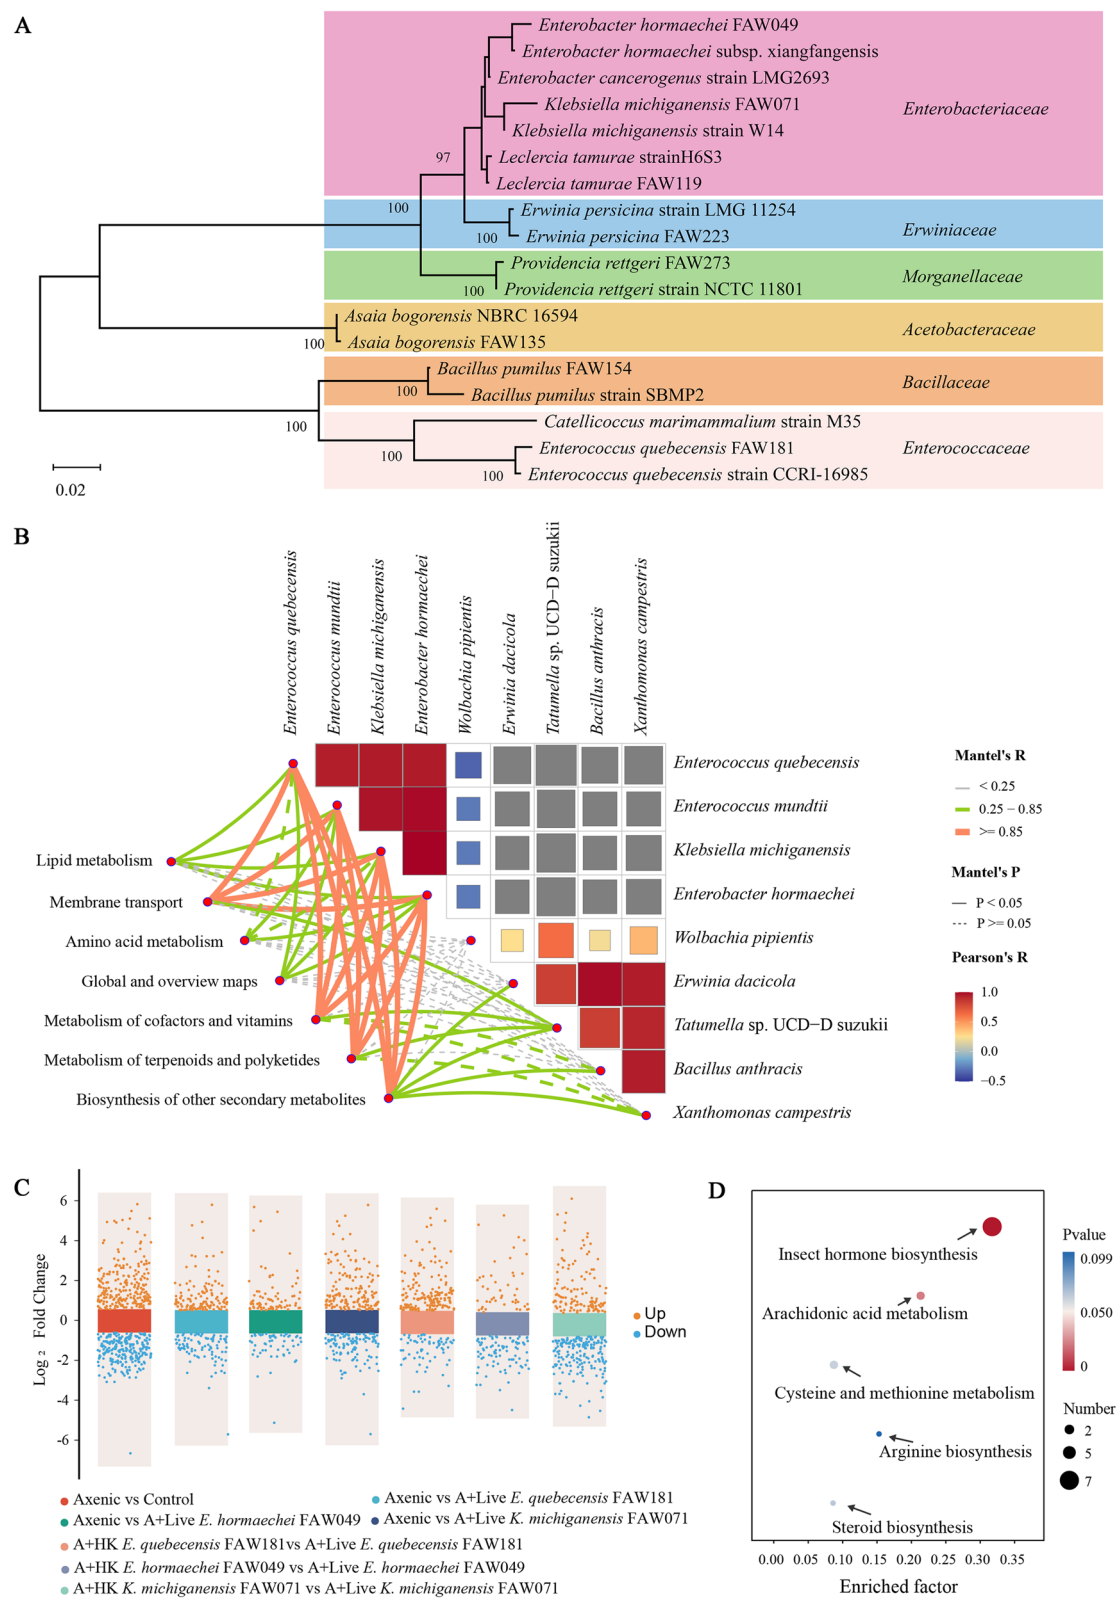 A
Enterobacter hormaechei FAW049
Enterobacter hormaechei subsp. xiangfangensis
Enterobacter cancerogenus strain LMG2693
Klebsiella michiganensis FAW071
Enterobacteriaceae
Klebsiella michiganensis strain W14
97
Leclercia tamurae strainH6S3
Leclercia tamurae FAW119
100
Erwinia persicina strain LMG 11254
Erwiniaceae
100
Erwinia persicina FAW223
Providencia rettgeri FAW273
Morganellaceae
100
Providencia rettgeri strain NCTC 11801
Asaia bogorensis NBRC 16594
Acetobacteraceae
100
Asaia bogorensis FAW135
Bacillus pumilus FAW154
Bacillaceae
100
Bacillus pumilus strain SBMP2
100
Catellicoccus marimammalium strain M35
Enterococcus quebecensis FAW181
Enterococcaceae
100
100
Enterococcus quebecensis strain CCRI-16985
0.02
B
Enterococcus quebecensis
Enterococcus mundtii
Klebsiella michiganensis
Enterobacter hormaechei
Wolbachia pipientis
Erwinia dacicola
Tatumella sp. UCD−D suzukii
Bacillus anthracis
Xanthomonas campestris
Enterococcus quebecensis
Enterococcus mundtii
Klebsiella michiganensis
Enterobacter hormaechei
Wolbachia pipientis
Erwinia dacicola
Tatumella sp. UCD−D suzukii
Bacillus anthracis
Xanthomonas campestris
Lipid metabolism
Membrane transport
Amino acid metabolism
Global and overview maps
Metabolism of cofactors and vitamins
Metabolism of terpenoids and polyketides
Biosynthesis of other secondary metabolites
Mantel's R
< 0.25
0.25 − 0.85
>= 0.85
Mantel's P
P < 0.05
P >= 0.05
Pearson's R
1.0
0.5
0.0
−0.5
C
Log 2 Fold Change
6
4
2
0
-2
-4
-6
Up
Down
Axenic vs Control
Axenic vs A+Live E. quebecensis FAW181
Axenic vs A+Live E. hormaechei FAW049
Axenic vs A+Live K. michiganensis FAW071
A+HK E. quebecensis FAW181vs A+Live E. quebecensis FAW181
A+HK E. hormaechei FAW049 vs A+Live E. hormaechei FAW049
A+HK K. michiganensis FAW071 vs A+Live K. michiganensis FAW071
D
Insect hormone biosynthesis
Arachidonic acid metabolism
Cysteine and methionine metabolism
Arginine biosynthesis
Steroid biosynthesis
0.00 0.05 0.10 0.15 0.20 0.25 0.30 0.35
Enriched factor
Pvalue
0.099
0.050
0
Number
2
5
7